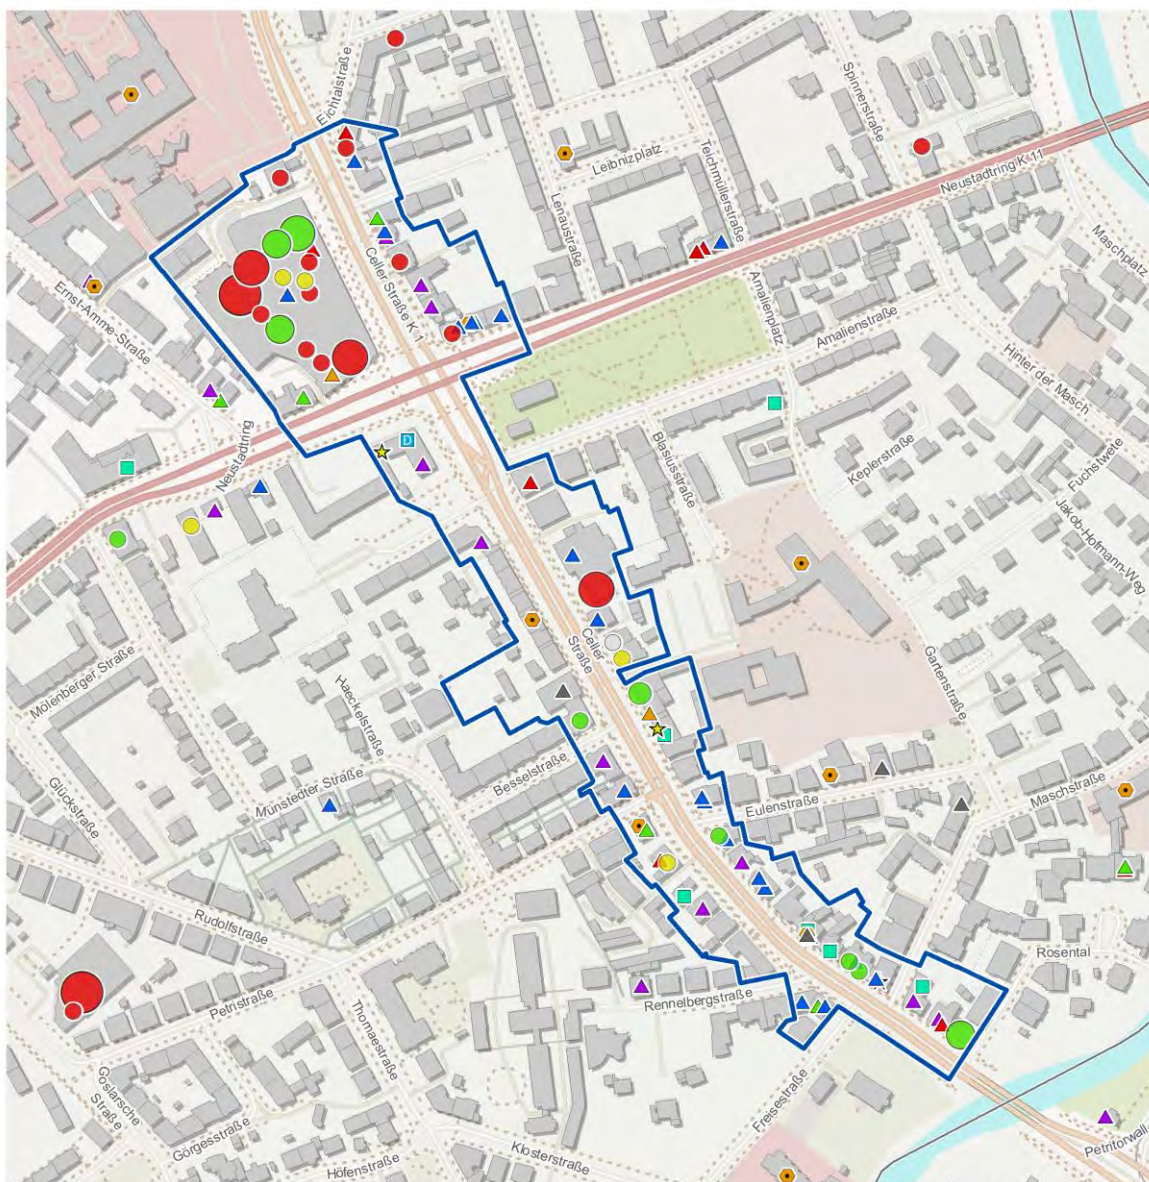 Eichtalstraße
Spinnerstraße
Leibnizplatz
Teichmüllerstraße
Neustadtring K 11
Lenaustraße
Maschplatz
Celler Straße K 1
Ernst-Amme-Straße
Amalienplatz
Amalienstraße
Hinter der Masch
D
Blasiusstraße
Keplerstraße
Fuchstwete
Neustadtring
Jakob-Hofmann-Weg
Celler
Straße
Molenberger Straße
Haeckelstraße
Gartenstraße
Besselstraße
Glückstraße
Münstedter Straße
Eulenstraße
Maschstraße
Rudolfstraße
Rosental
Petristraße
Rennelbergstraße
Thomaestraße
Goslarsche
Straße
Freisestraße
Görgesstraße
Petritorwall
Höfenstraße
Klosterstraße